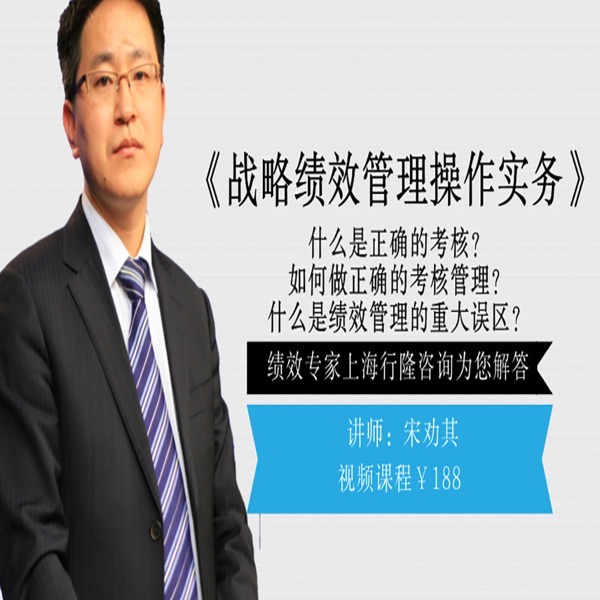 《战略绩效管理操作实务》
什么是正确的考核？
如何做正确的考核管理？
什么是绩效管理的重大误区？
绩效专家上海行隆咨询为您解答
讲师：宋劝其
视频课程￥188